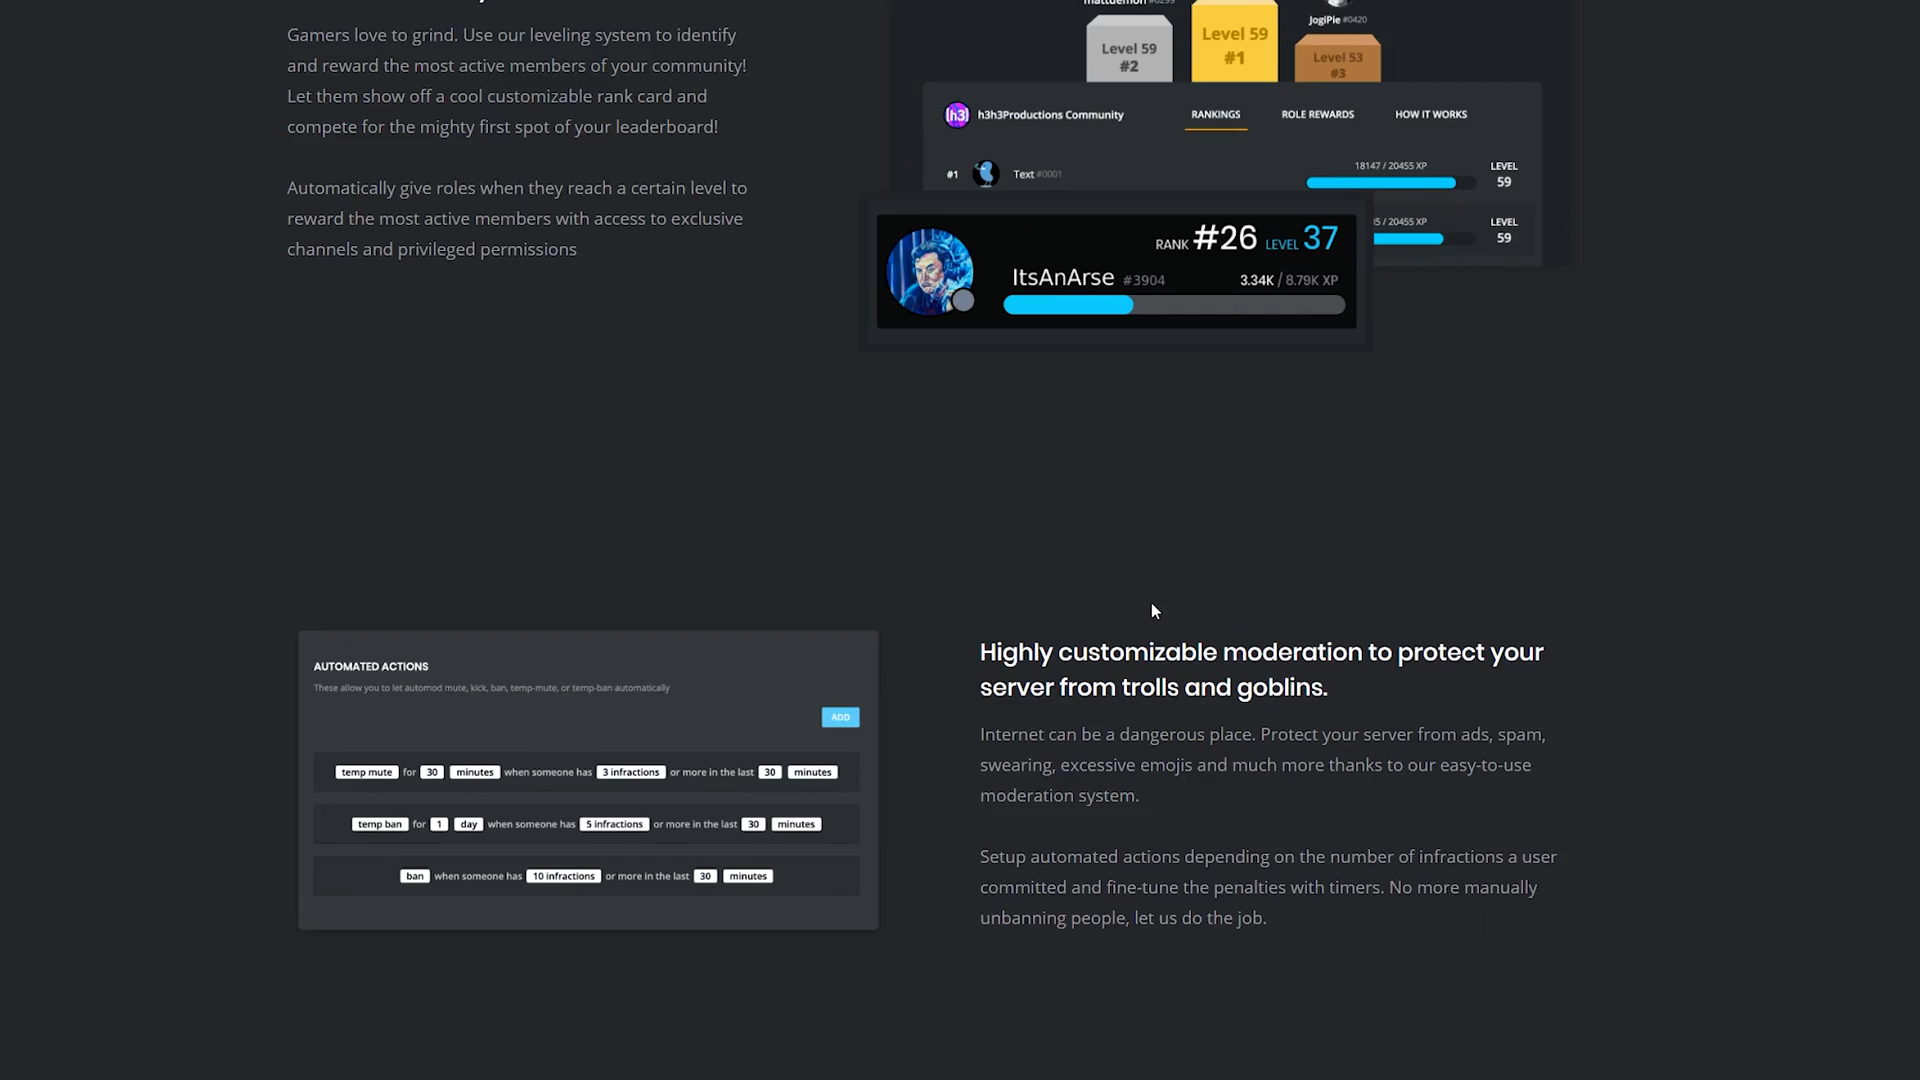 Gamers love to grind. Use our leveling system to identify
and reward the most active members of your community!
Let them show off a cool customizable rank card and
compete for the mighty first spot of your leaderboard!
Automatically give roles when they reach a certain level to
reward the most active members with access to exclusive
channels and privileged permissions
JogiPie #0420
Level 59
#2
Level 59
#1
Level 53
#3
h3 h3h3Productions Community RANKINGS ROLE REWARDS HOW IT WORKS
#1 Text #0001 18147 / 20455 XP LEVEL
59
5 / 20455 XP LEVEL
59
RANK #26 LEVEL 37
ItsAnArse #3904 3.34K / 8.79K XP
AUTOMATED ACTIONS
These allow you to let automod mute, kick, ban, temp-mute, or temp-ban automatically
ADD
temp mute for 30 minutes when someone has 3 infractions or more in the last 30 minutes
temp ban for 1 day when someone has 5 infractions or more in the last 30 minutes
ban when someone has 10 infractions or more in the last 30 minutes
Highly customizable moderation to protect your
server from trolls and goblins.
Internet can be a dangerous place. Protect your server from ads, spam,
swearing, excessive emojis and much more thanks to our easy-to-use
moderation system.
Setup automated actions depending on the number of infractions a user
committed and fine-tune the penalties with timers. No more manually
unbanning people, let us do the job.